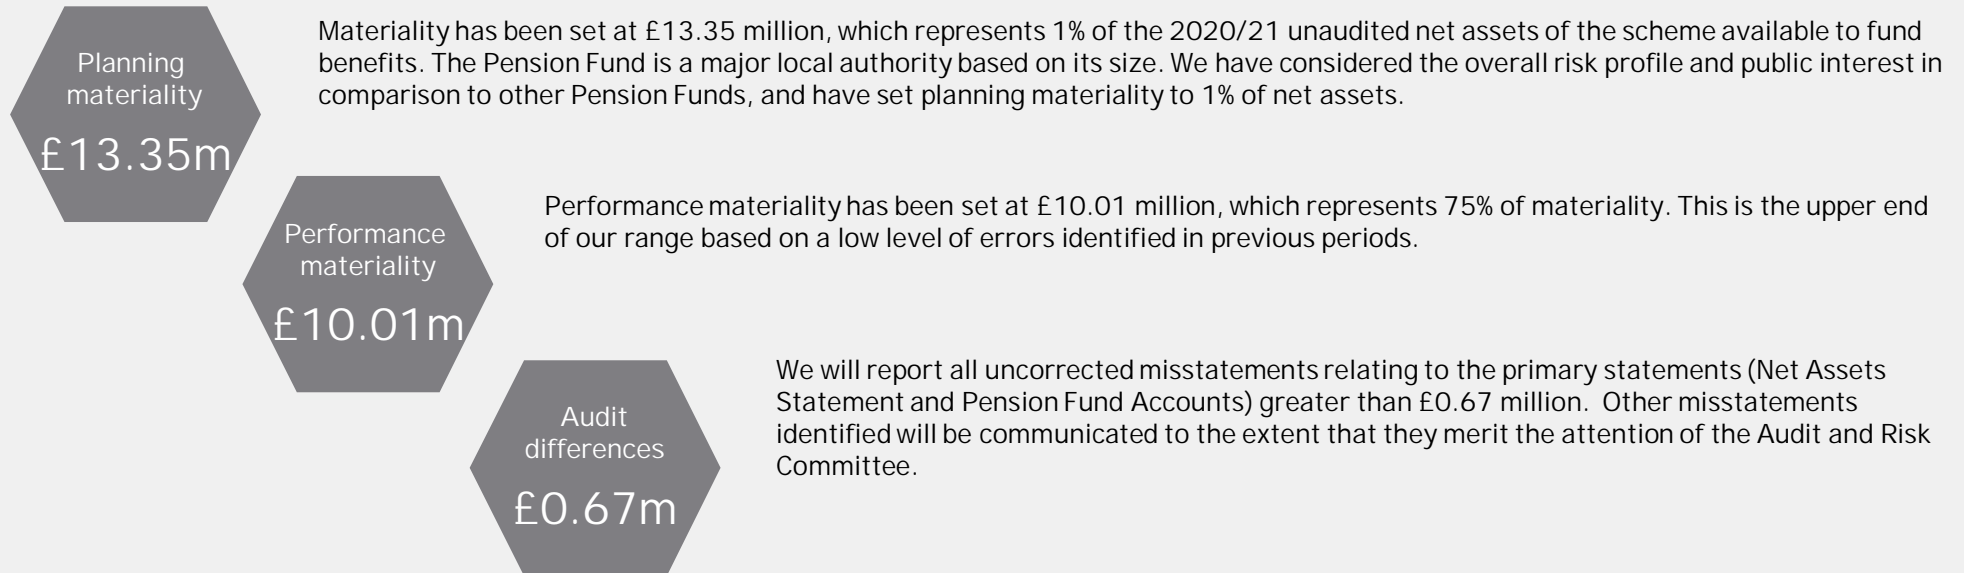 Planning
materiality
£13.35m
Materiality has been set at £13.35 million, which represents 1% of the 2020/21 unaudited net assets of the scheme available to fund
benefits. The Pension Fund is a major local authority based on its size. We have considered the overall risk profile and public interest in
comparison to other Pension Funds, and have set planning materiality to 1% of net assets.
Performance
materiality
£10.01m
Performance materiality has been set at £10.01 million, which represents 75% of materiality. This is the upper end
of our range based on a low level of errors identified in previous periods.
Audit
differences
£0.67m
We will report all uncorrected misstatements relating to the primary statements (Net Assets
Statement and Pension Fund Accounts) greater than £0.67 million. Other misstatements
identified will be communicated to the extent that they merit the attention of the Audit and Risk
Committee.